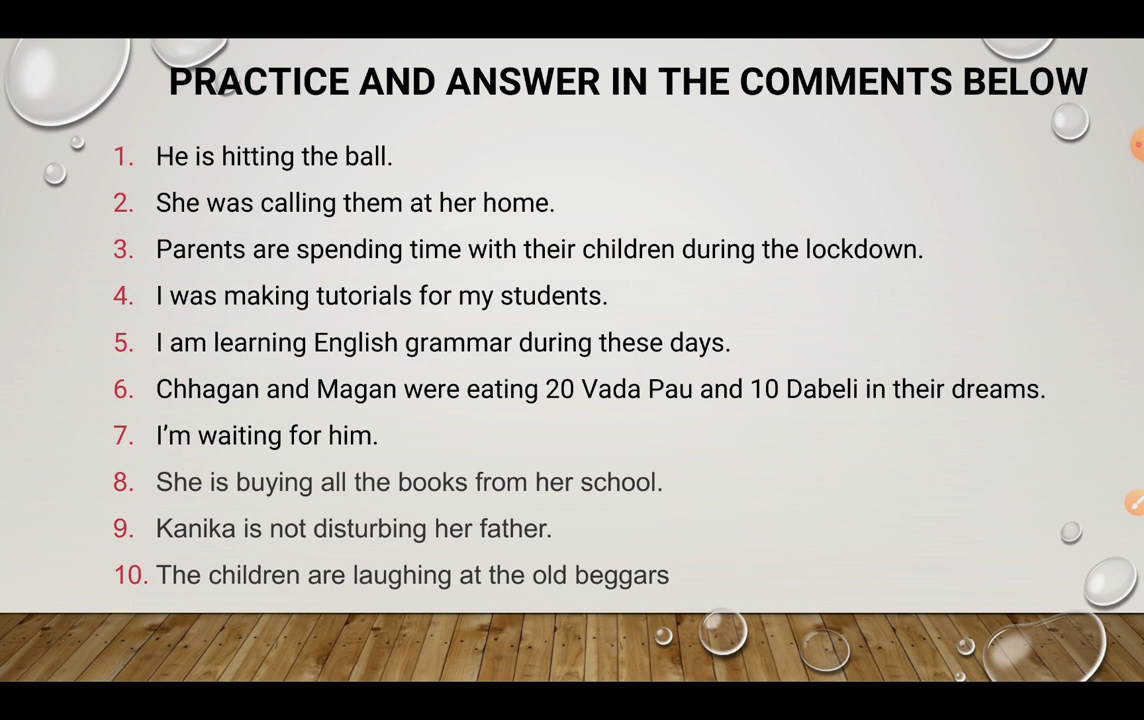 PRACTICE AND ANSWER IN THE COMMENTS BELOW
1. He is hitting the ball.
2. She was calling them at her home.
3. Parents are spending time with their children during the lockdown.
4. I was making tutorials for my students.
5. I am learning English grammar during these days.
6. Chhagan and Magan were eating 20 Vada Pau and 10 Dabeli in their dreams.
7. I’m waiting for him.
8. She is buying all the books from her school.
9. Kanika is not disturbing her father.
10. The children are laughing at the old beggars